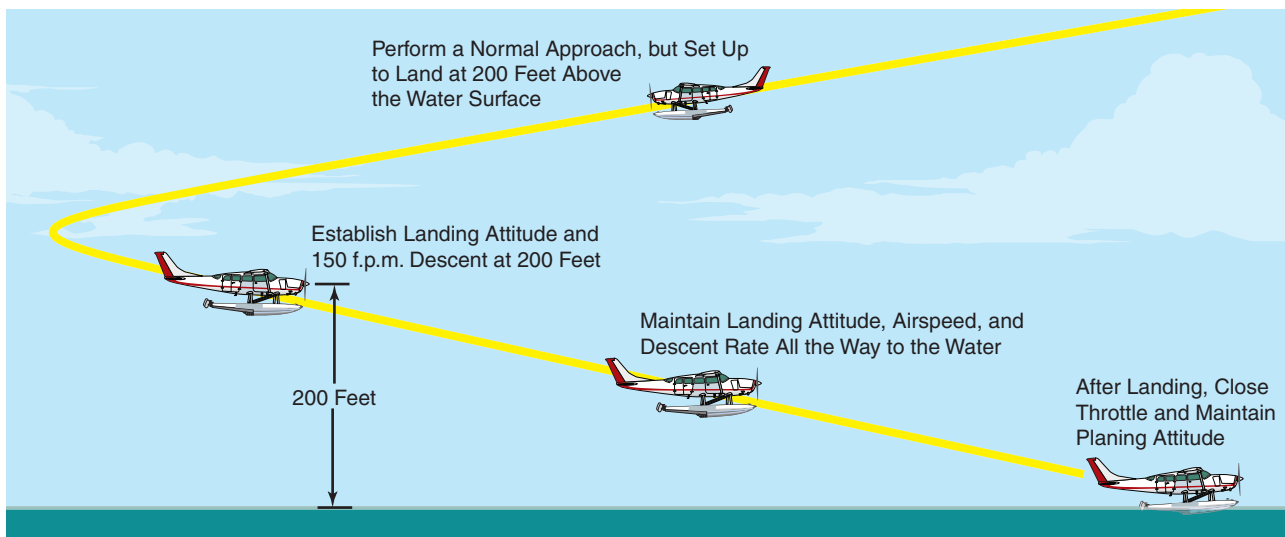 Perform a Normal Approach, but Set Up
to Land at 200 Feet Above
the Water Surface
Establish Landing Attitude and
150 f.p.m. Descent at 200 Feet
Maintain Landing Attitude, Airspeed, and
Descent Rate All the Way to the Water
200 Feet
After Landing, Close
Throttle and Maintain
Planing Attitude